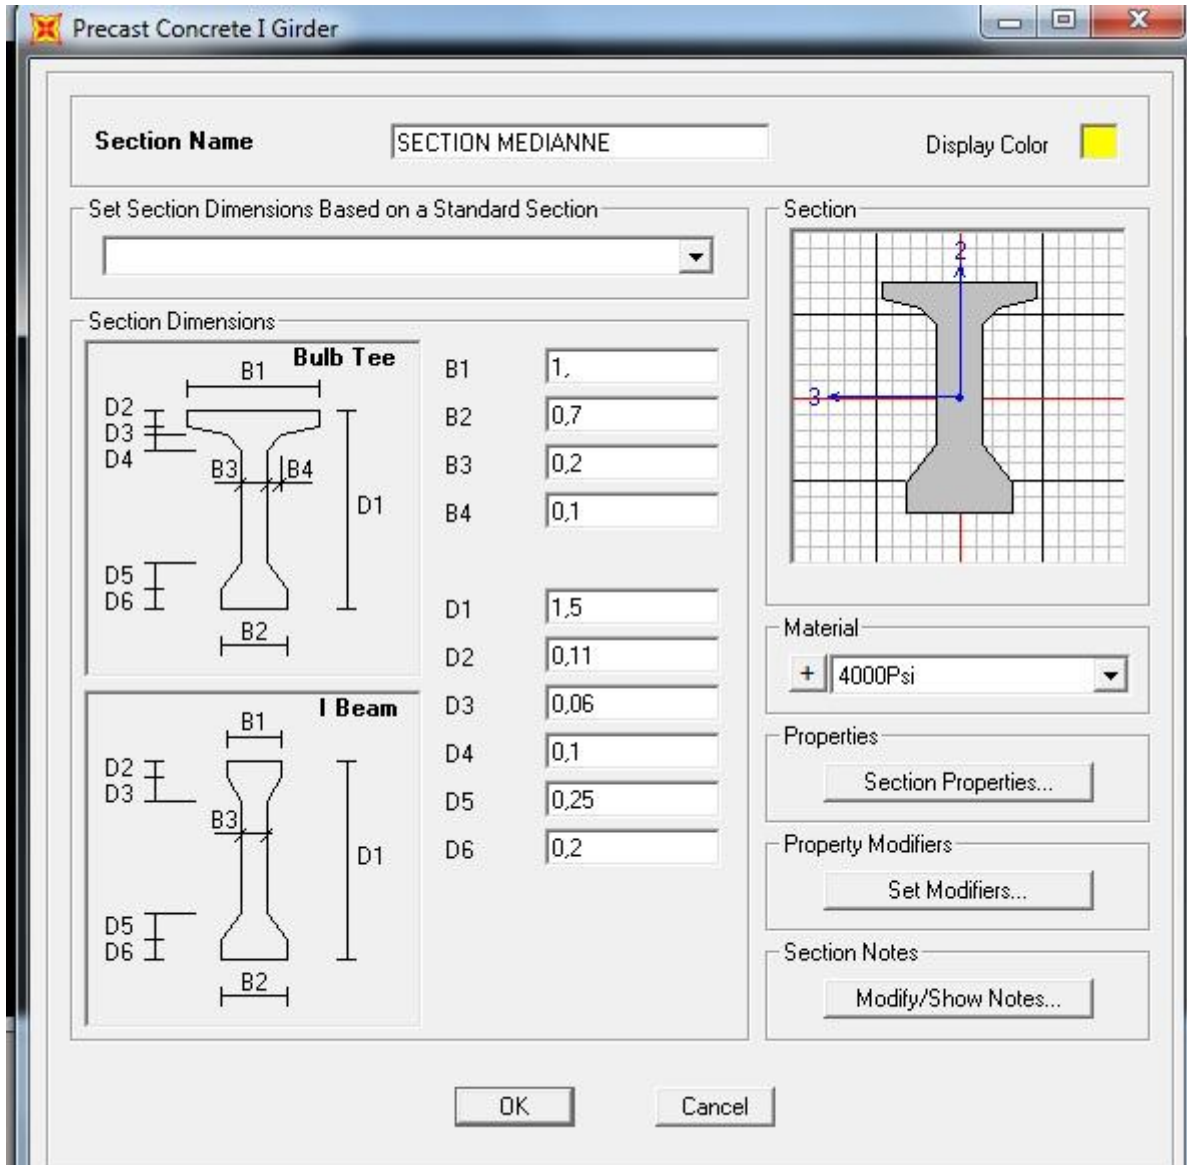 Precast Concrete I Girder
Section Name SECTION MEDIANNE Display Color
Set Section Dimensions Based on a Standard Section
Section
2
3
Section Dimensions
Bulb Tee
B1
D2
D3
D4
B3 B4
D1
D5
D6
B2
I Beam
B1
D2
D3
B3
D1
D5
D6
B2
B1 1,
B2 0,7
B3 0,2
B4 0,1
D1 1,5
D2 0,11
D3 0,06
D4 0,1
D5 0,25
D6 0,2
Material
+ 4000Psi
Properties
Section Properties...
Property Modifiers
Set Modifiers...
Section Notes
Modify/Show Notes...
OK Cancel